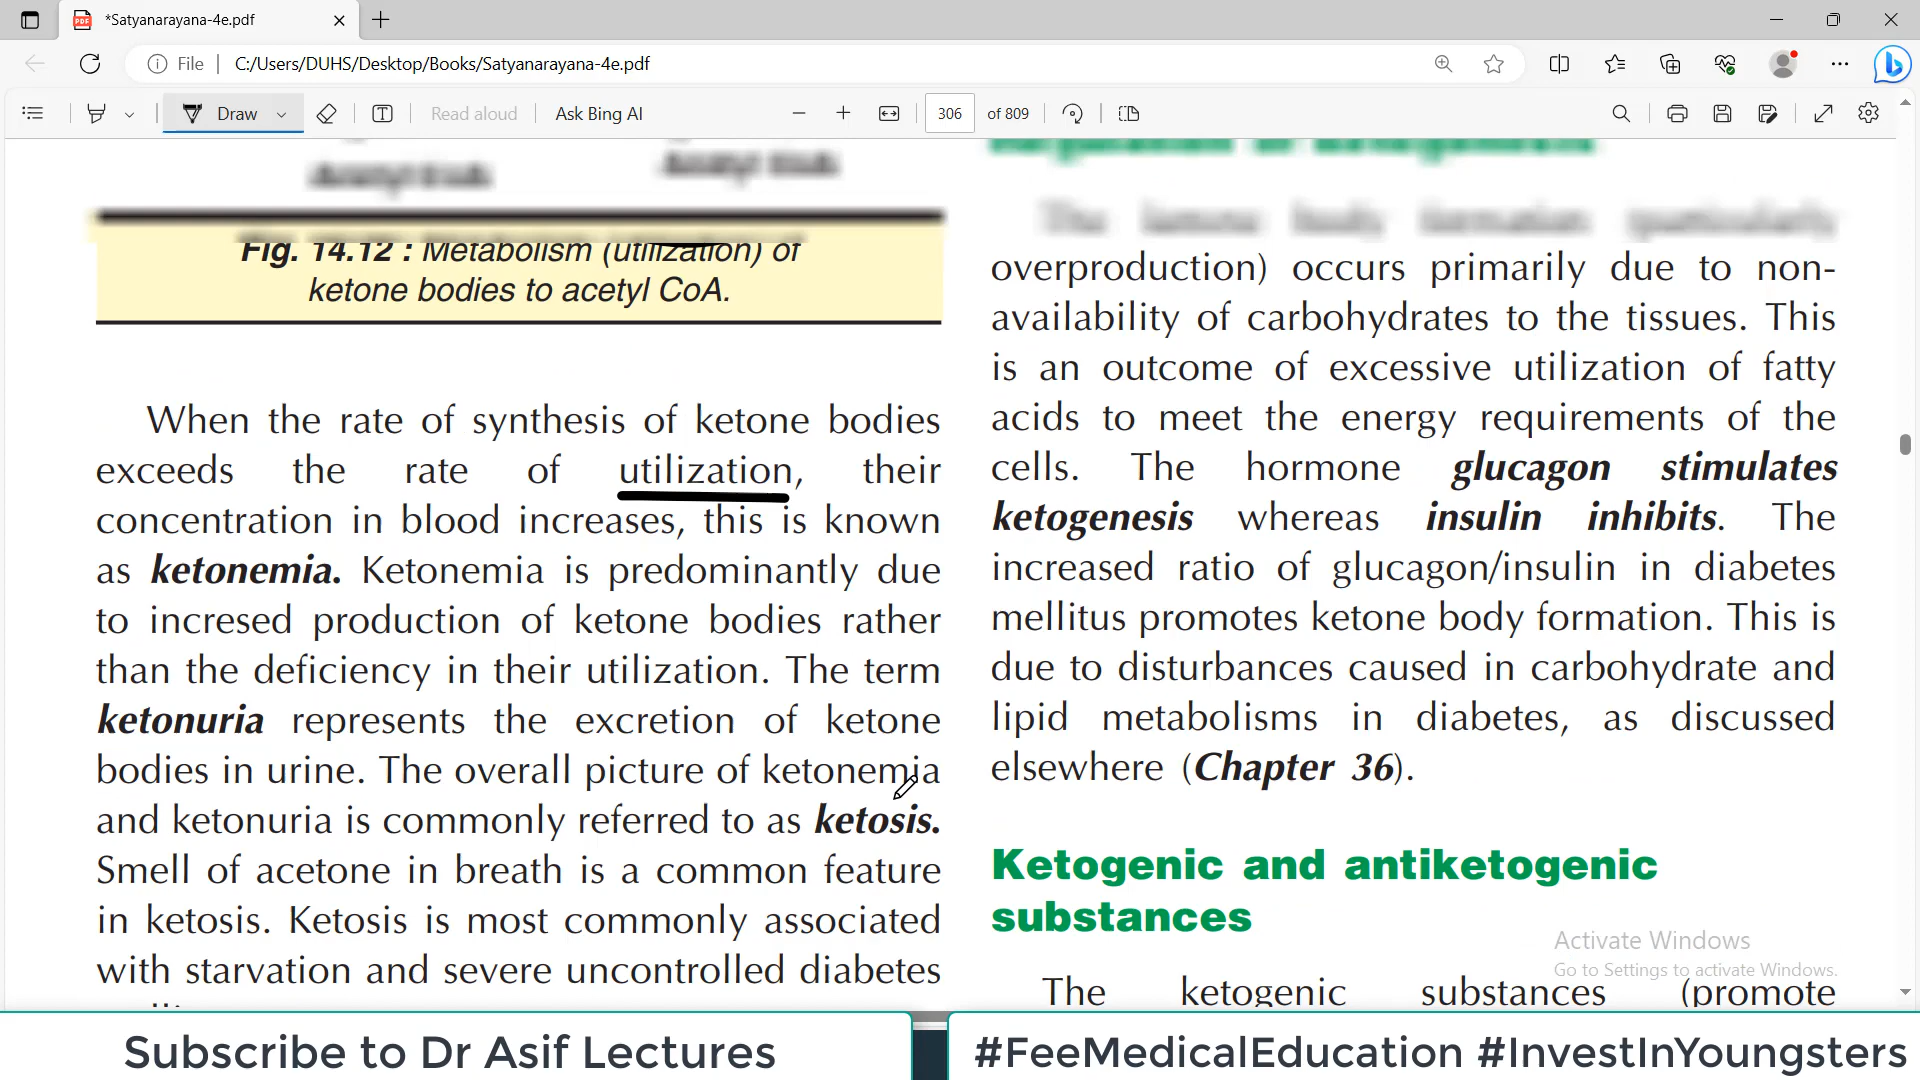 *Satyanarayana-4e.pdf
File
C:/Users/DUHS/Desktop/Books/Satyanarayana-4e.pdf
Draw
Read aloud
Ask Bing AI
306
of 809
Fig. 14.12 : Metabolism (utilization) of
ketone bodies to acetyl CoA.
When the rate of synthesis of ketone bodies
exceeds the rate of utilization, their
concentration in blood increases, this is known
as ketonemia. Ketonemia is predominantly due
to incresed production of ketone bodies rather
than the deficiency in their utilization. The term
ketonuria represents the excretion of ketone
bodies in urine. The overall picture of ketonemia
and ketonuria is commonly referred to as ketosis.
Smell of acetone in breath is a common feature
in ketosis. Ketosis is most commonly associated
with starvation and severe uncontrolled diabetes
overproduction) occurs primarily due to non-
availability of carbohydrates to the tissues. This
is an outcome of excessive utilization of fatty
acids to meet the energy requirements of the
cells. The hormone glucagon stimulates
ketogenesis whereas insulin inhibits. The
increased ratio of glucagon/insulin in diabetes
mellitus promotes ketone body formation. This is
due to disturbances caused in carbohydrate and
lipid metabolisms in diabetes, as discussed
elsewhere (Chapter 36).
Ketogenic and antiketogenic
substances
The ketogenic substances (promote
Activate Windows
Go to Settings to activate Windows.
Subscribe to Dr Asif Lectures
#FeeMedicalEducation #InvestInYoungsters